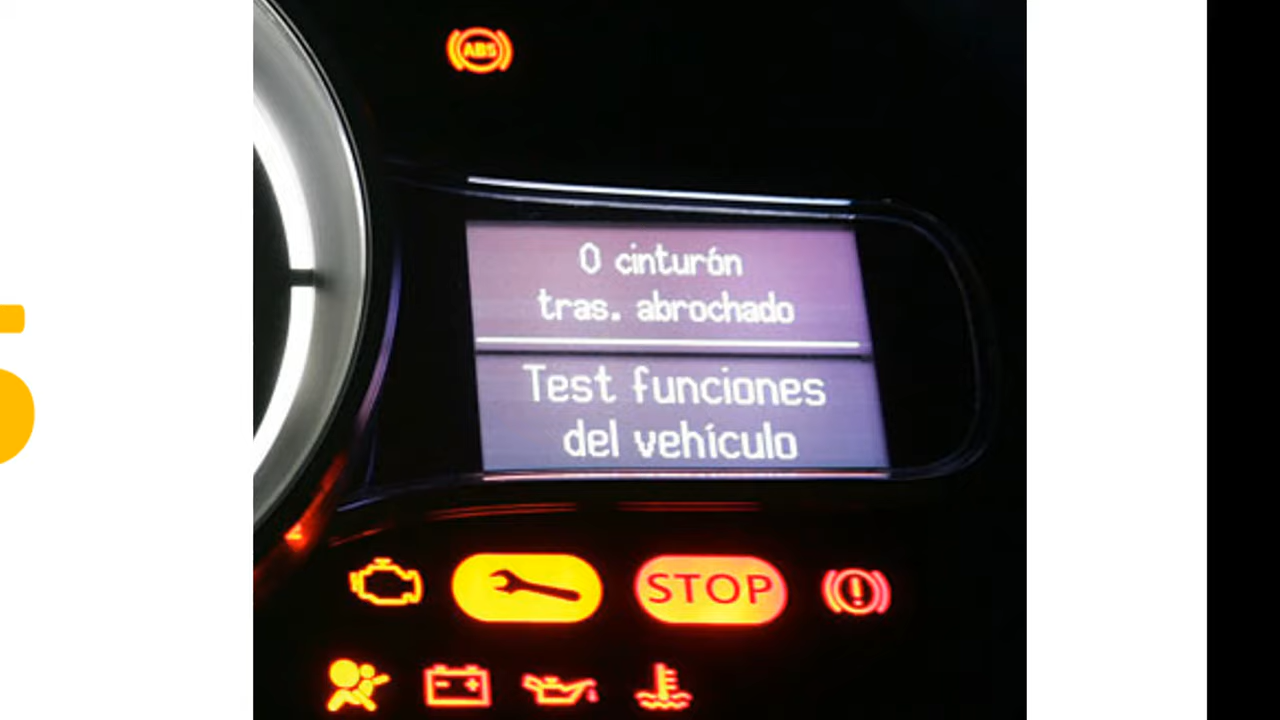 ABS
0 cinturón
tras. abrochado
Test funciones
del vehículo
STOP